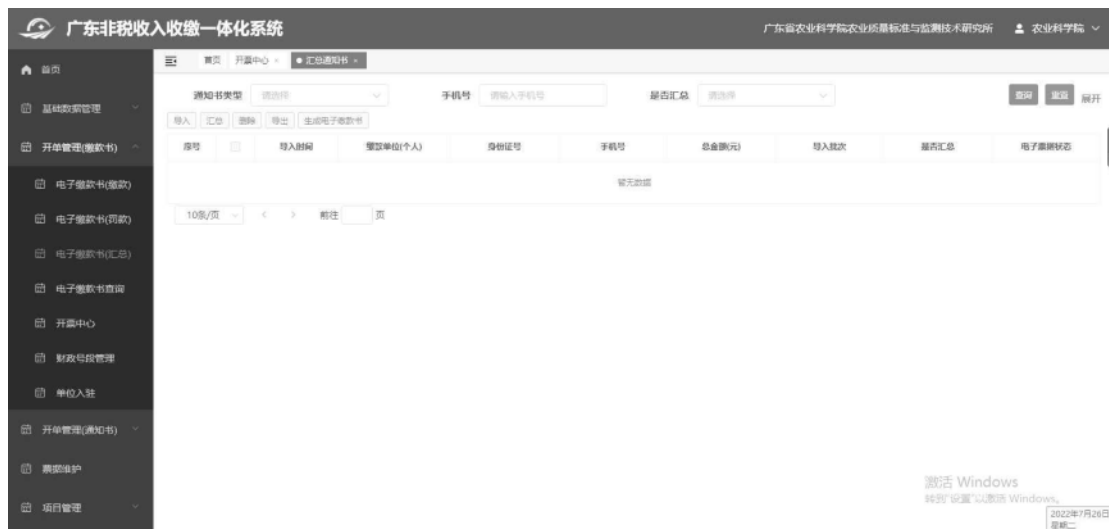 广东非税收入收缴一体化系统
广东省农业科学院农业质量标准与监测技术研究所 农业科学院
首页
基础数据管理
开单管理(缴款书)
电子缴款书(缴款)
电子缴款书(罚款)
电子缴款书(汇总)
电子缴款书查询
开票中心
财政号段管理
单位入驻
开单管理(通知书)
票据维护
项目管理
首页 开票中心 × 汇总通知书 ×
通知书类型 请选择 手机号 请输入手机号 是否汇总 请选择 查询 重置 展开
导入 汇总 删除 导出 生成电子缴款书
序号 导入时间 缴款单位(个人) 身份证号 手机号 总金额(元) 导入批次 是否汇总 电子票据状态
暂无数据
10条/页 < > 前往 页
激活 Windows
转到"设置"以激活 Windows。
2022年7月26日
星期二